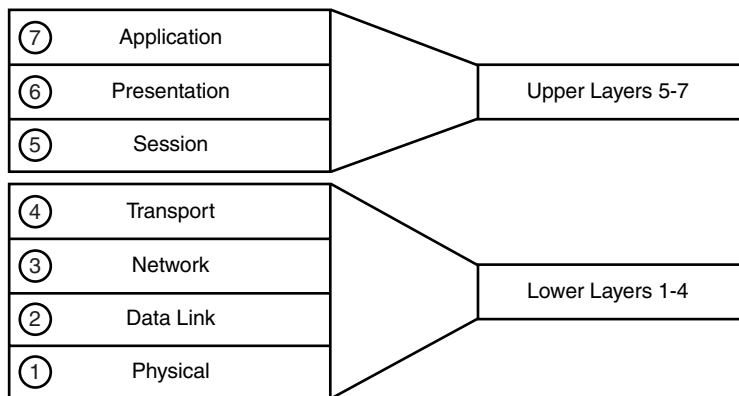 7 Application
6 Presentation
5 Session
Upper Layers 5-7
4 Transport
3 Network
2 Data Link
1 Physical
Lower Layers 1-4